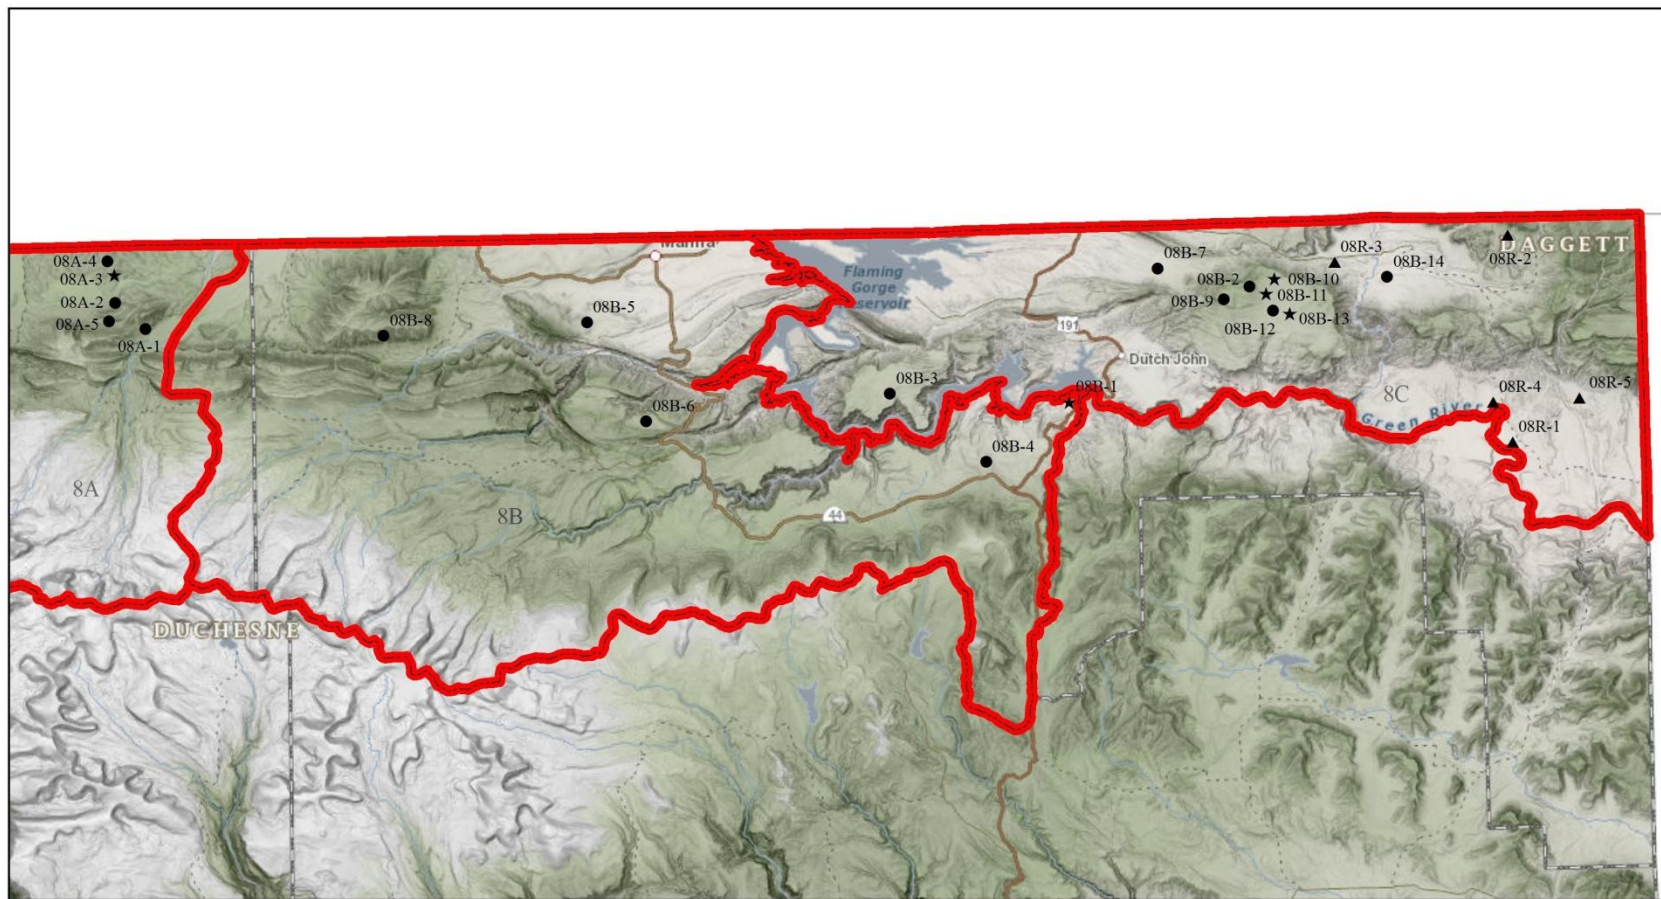 DAGGETT
08R-2
08R-3
08B-14
08B-7
08B-2
08B-10
08B-9
08B-11
08B-12
08B-13
08A-4
08A-3
08A-2
08A-5
08A-1
Manila
Flaming
Gorge
Reservoir
08B-5
08B-8
191
Dutch John
08B-3
08B-1
08B-6
08B-4
8C
08R-4
08R-5
Green River
08R-1
8A
8B
44
DUCHESNE